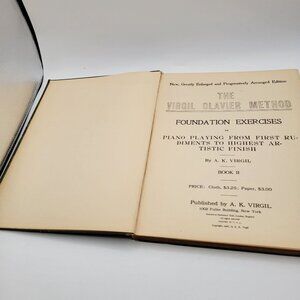 New, Greatly Enlarged and Progressively Arranged Edition
THE
VIRGIL CLAVIER METHOD
FOUNDATION EXERCISES
IN
PIANO PLAYING FROM FIRST RU-
DIMENTS TO HIGHEST AR-
TISTIC FINISH
By A. K. VIRGIL
BOOK II
PRICE: Cloth, $3.25; Paper, $3.00
Published by A. K. VIRGIL
Building, New York